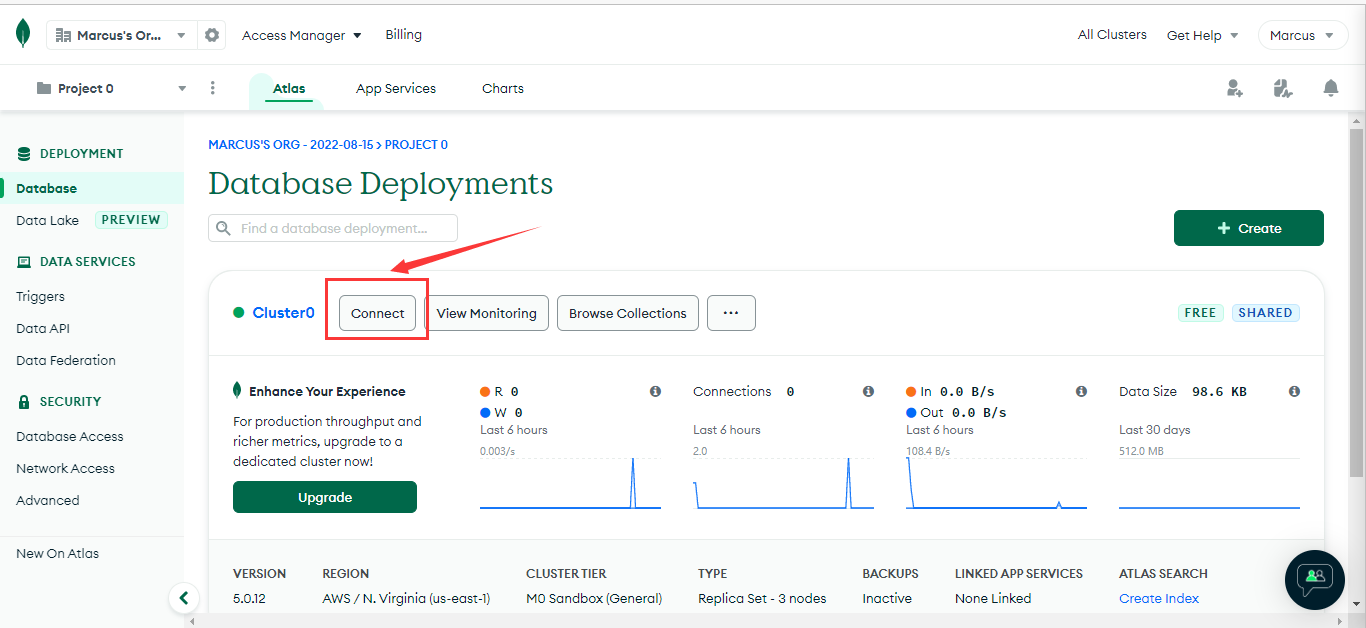 Marcus's Or...
Access Manager
Billing
All Clusters
Get Help
Marcus
Project 0
Atlas
App Services
Charts
DEPLOYMENT
Database
Data Lake PREVIEW
DATA SERVICES
Triggers
Data API
Data Federation
SECURITY
Database Access
Network Access
Advanced
New On Atlas
MARCUS'S ORG - 2022-08-15 > PROJECT 0
Database Deployments
Find a database deployment...
+ Create
Cluster0
Connect
View Monitoring
Browse Collections
...
FREE
SHARED
Enhance Your Experience
For production throughput and
richer metrics, upgrade to a
dedicated cluster now!
Upgrade
R 0
W 0
Last 6 hours
0.003/s
Connections 0
Last 6 hours
2.0
In 0.0 B/s
Out 0.0 B/s
Last 6 hours
108.4 B/s
Data Size 98.6 KB
Last 30 days
512.0 MB
VERSION
5.0.12
REGION
AWS / N. Virginia (us-east-1)
CLUSTER TIER
M0 Sandbox (General)
TYPE
Replica Set - 3 nodes
BACKUPS
Inactive
LINKED APP SERVICES
None Linked
ATLAS SEARCH
Create Index